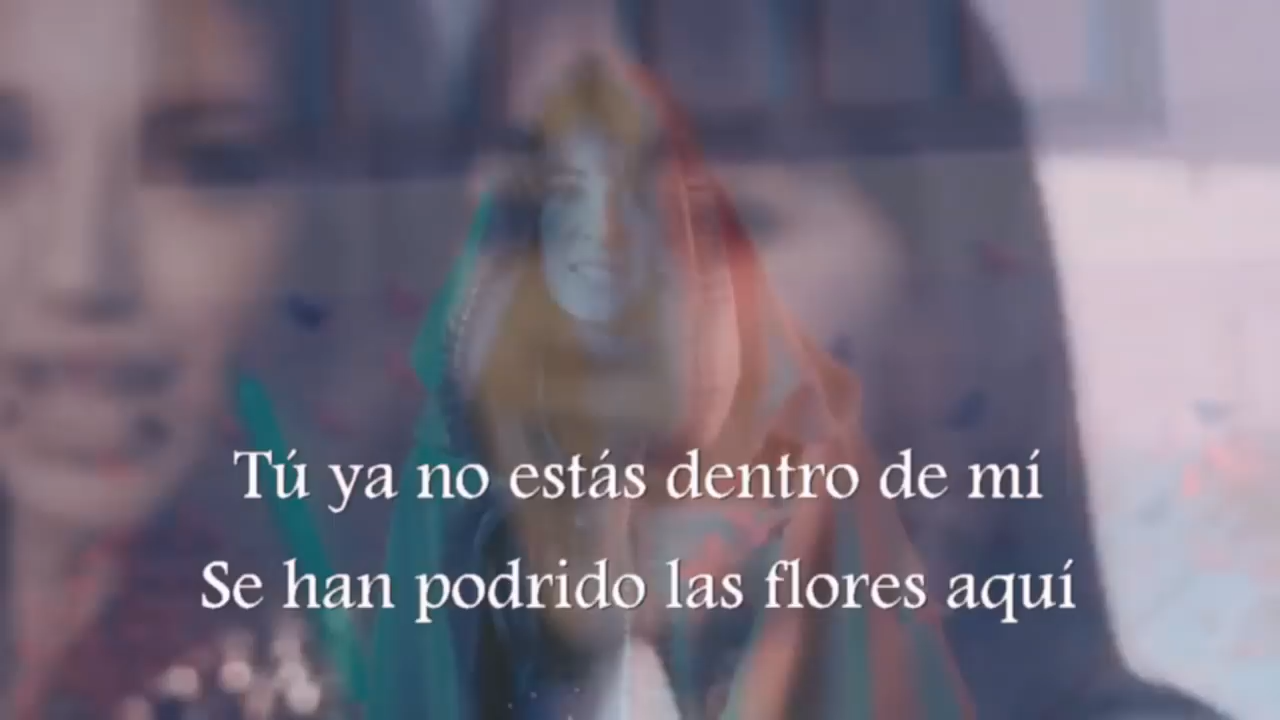 Tú ya no estás dentro de mí
Se han podrido las flores aquí